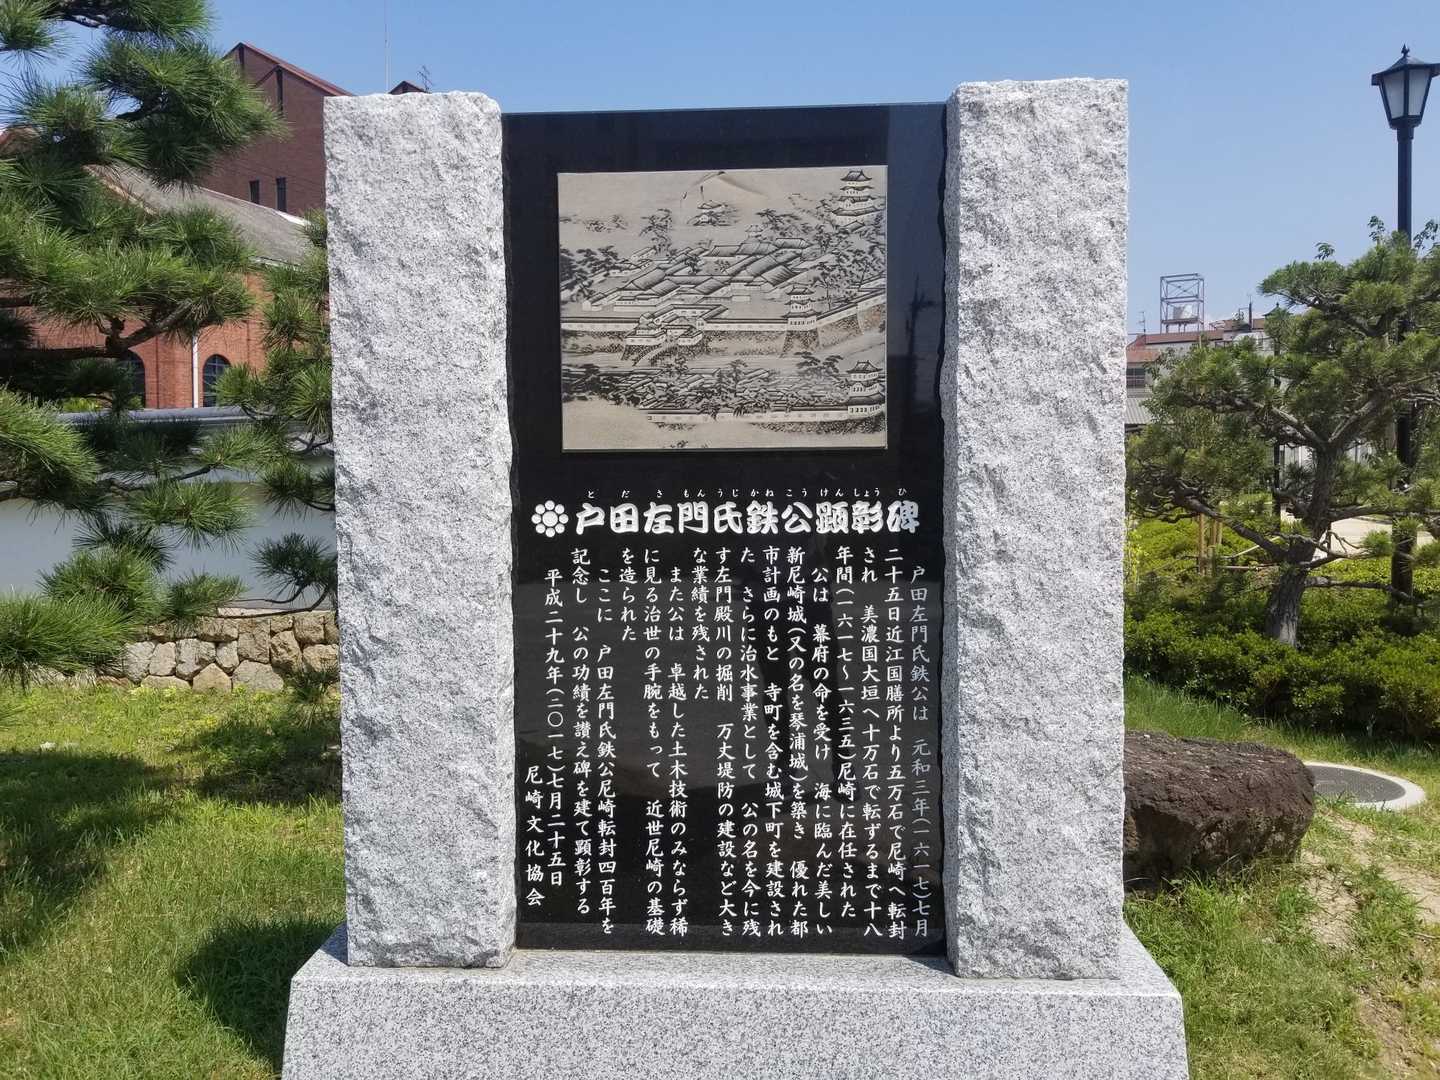 とださもんうじかねこうけんしょうひ
戸田左門氏鉄公顕彰碑
戸田左門氏鉄公は 元和三年(一六一七)七月
二十五日近江国膳所より五万石で尼崎へ転封
され 美濃国大垣へ十万石で転ずるまで十八
年間(一六一七〜一六三五)尼崎に在任された
公は 幕府の命を受け 海に臨んだ美しい
新尼崎城(又の名を琴浦城)を築き 優れた都
市計画のもと 寺町を含む城下町を建設され
た さらに治水事業として 公の名を今に残
す左門殿川の掘削 万丈堤防の建設など大き
な業績を残された
また公は 卓越した土木技術のみならず稀
に見る治世の手腕をもって 近世尼崎の基礎
を造られた
ここに 戸田左門氏鉄公尼崎転封四百年を
記念し 公の功績を讃え碑を建て顕彰する
平成二十九年(二〇一七)七月二十五日
尼崎文化協会